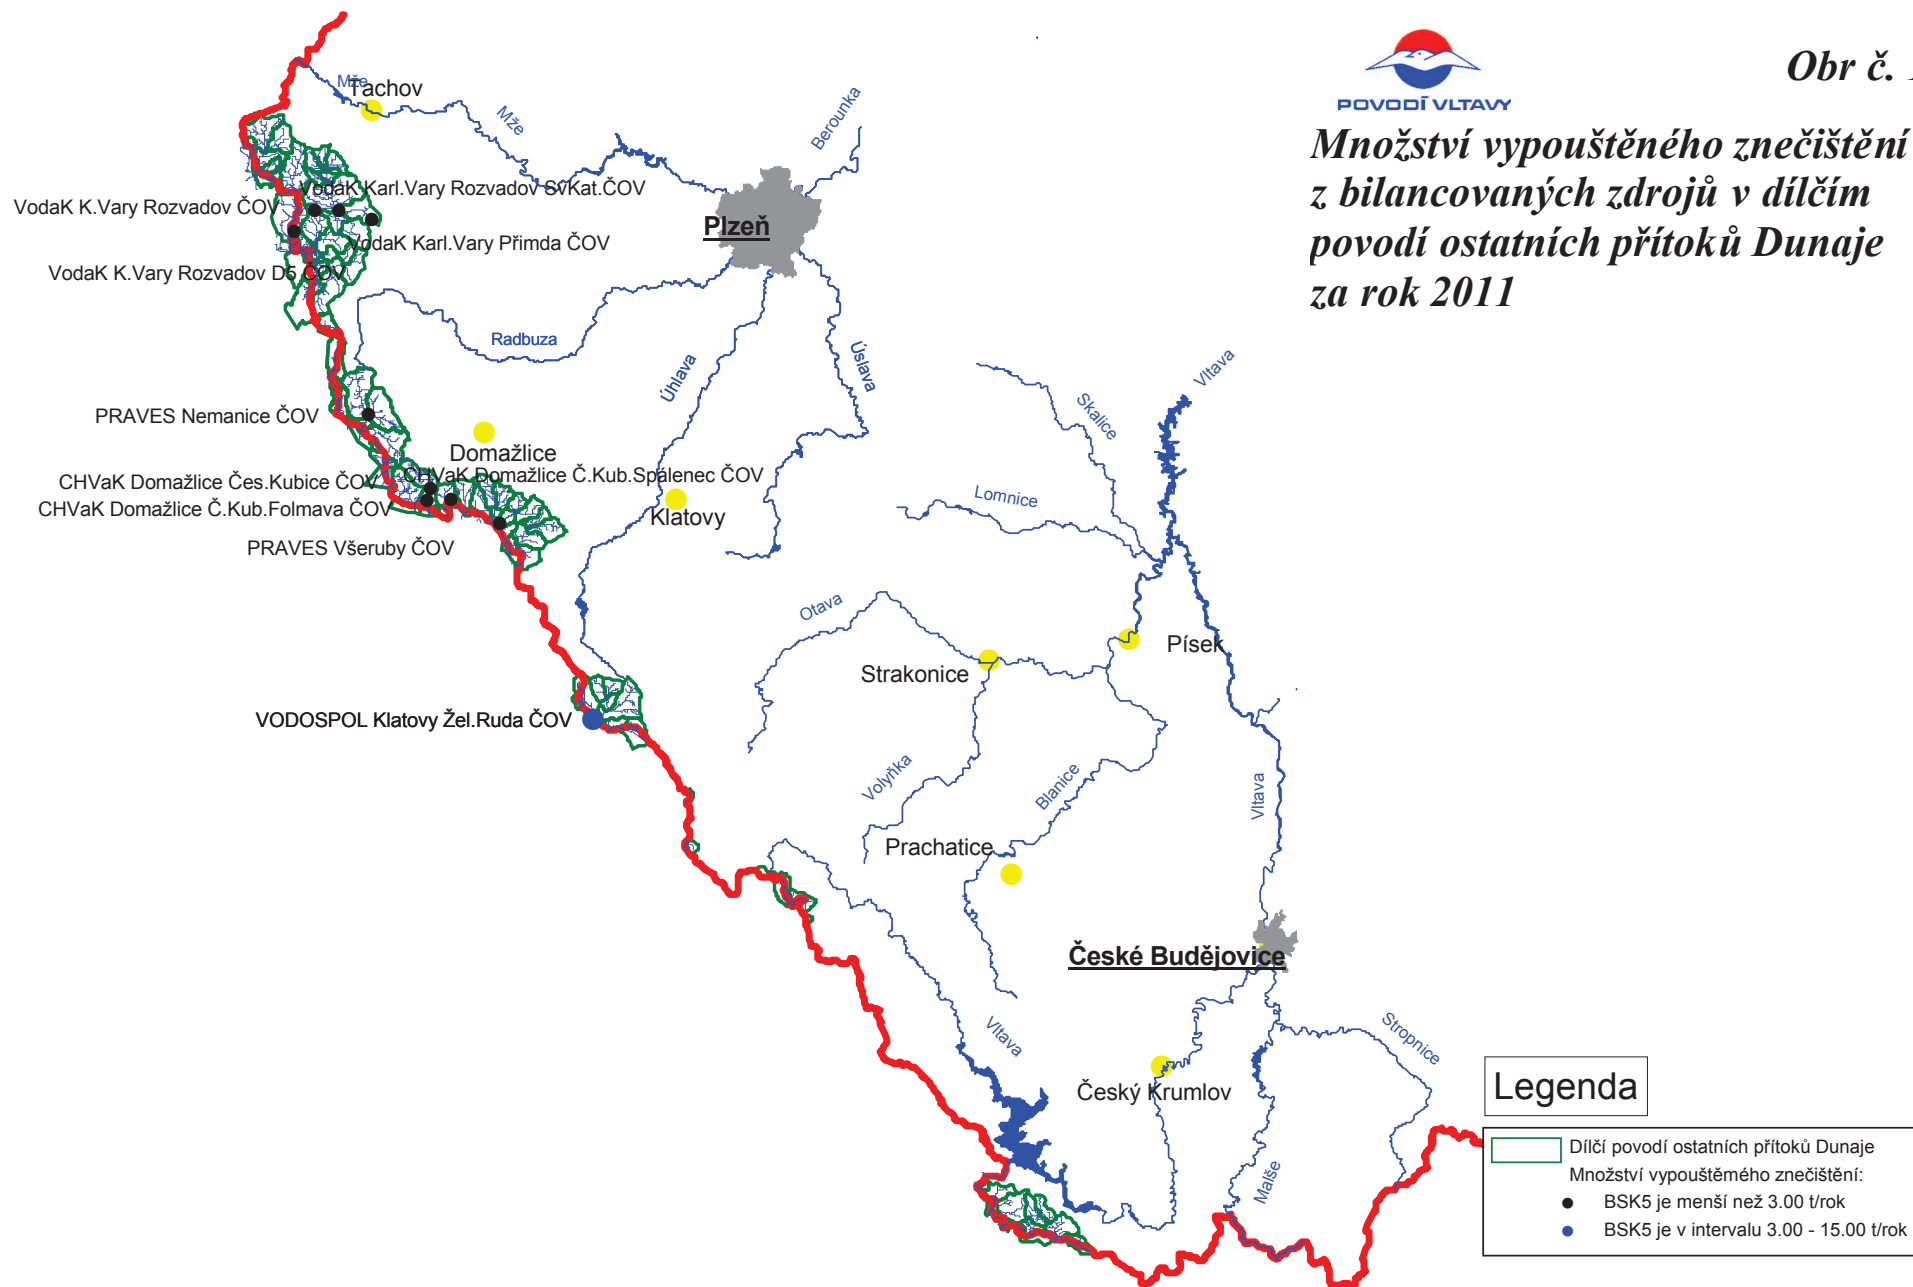 POVODÍ VLTAVY
Obr č.
Množství vypouštěného znečištění
z bilancovaných zdrojů v dílčím
povodí ostatních přítoků Dunaje
za rok 2011
Mže
Tachov
Mže
Berounka
VodaK Karl.Vary Rozvadov SvKat.ČOV
VodaK K.Vary Rozvadov ČOV
VodaK Karl.Vary Přimda ČOV
VodaK K.Vary Rozvadov D5 ČOV
Plzeň
Radbuza
Úhlava
Úslava
Vltava
Skalice
PRAVES Nemanice ČOV
Domažlice
CHVaK Domažlice Č.Kub.Spálenec ČOV
CHVaK Domažlice Čes.Kubice ČOV
CHVaK Domažlice Č.Kub.Folmava ČOV
Klatovy
Lomnice
PRAVES Všeruby ČOV
Otava
Písek
Strakonice
VODOSPOL Klatovy Žel.Ruda ČOV
Volyňka
Blanice
Vltava
Prachatice
České Budějovice
Vltava
Stropnice
Český Krumlov
Malše
Legenda
Dílčí povodí ostatních přítoků Dunaje
Množství vypouštěmého znečištění:
BSK5 je menší než 3.00 t/rok
BSK5 je v intervalu 3.00 - 15.00 t/rok